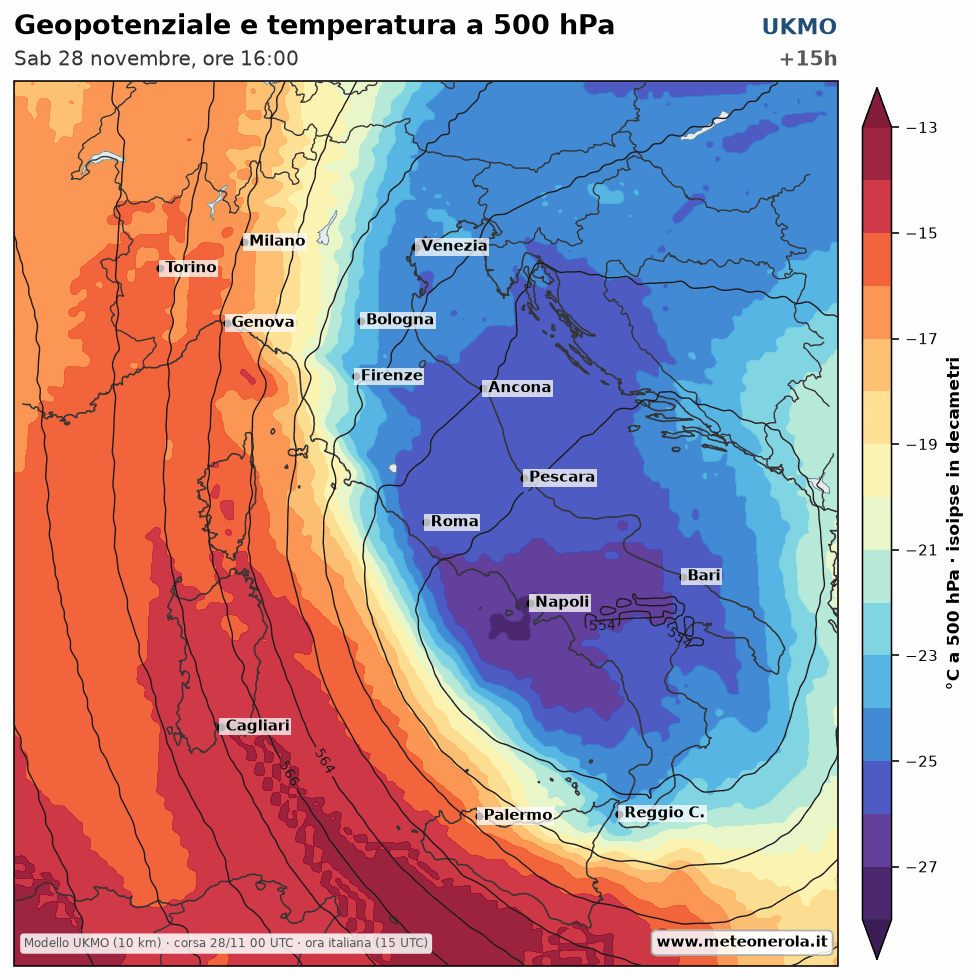 Geopotenziale e temperatura a 500 hPa
UKMO
Sab 28 novembre, ore 16:00
+15h
Milano
Venezia
Torino
Genova
Bologna
Firenze
Ancona
Pescara
Roma
Bari
Napoli
554
552
Cagliari
564
566
Palermo
Reggio C.
−13
−15
−17
−19
−21
−23
−25
−27
°C a 500 hPa · isoipse in decametri
Modello UKMO (10 km) · corsa 28/11 00 UTC · ora italiana (15 UTC)
www.meteonerola.it